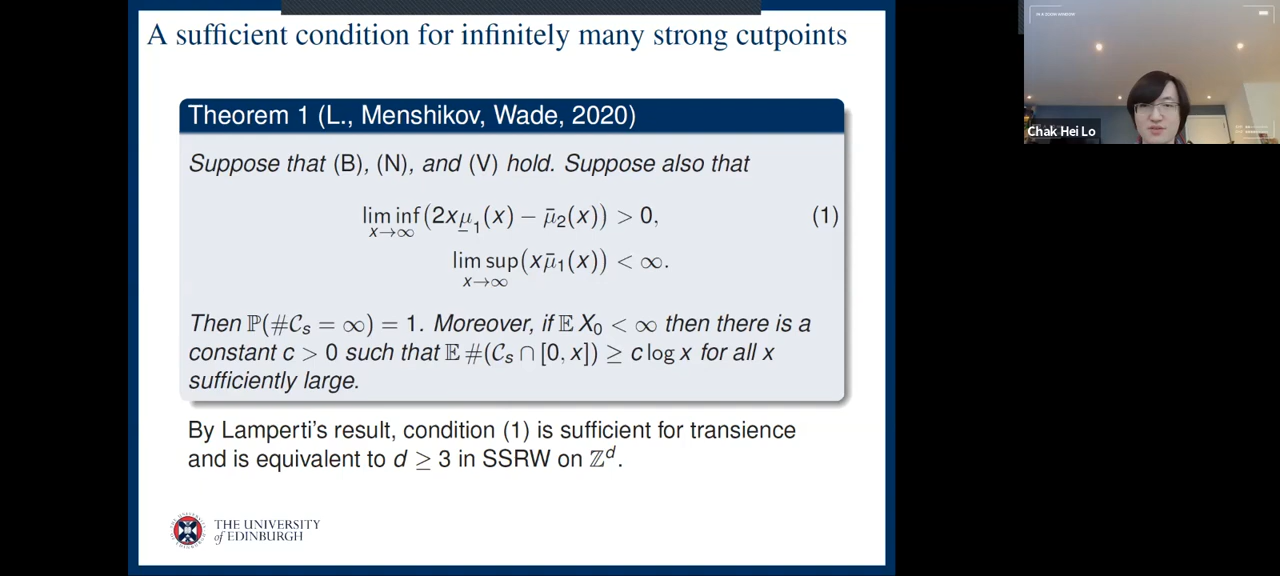 A sufficient condition for infinitely many strong cutpoints
Theorem 1 (L., Menshikov, Wade, 2020)
Suppose that (B), (N), and (V) hold. Suppose also that
lim inf_{x→∞} (2xμ̲₁(x) − μ̄₂(x)) > 0, (1)
lim sup_{x→∞} (xμ̄₁(x)) < ∞.
Then ℙ(#𝒞ₛ = ∞) = 1. Moreover, if 𝔼 X₀ < ∞ then there is a
constant c > 0 such that 𝔼 #(𝒞ₛ ∩ [0, x]) ≥ c log x for all x
sufficiently large.
By Lamperti's result, condition (1) is sufficient for transience
and is equivalent to d ≥ 3 in SSRW on ℤᵈ.
THE UNIVERSITY
of EDINBURGH
Chak Hei Lo